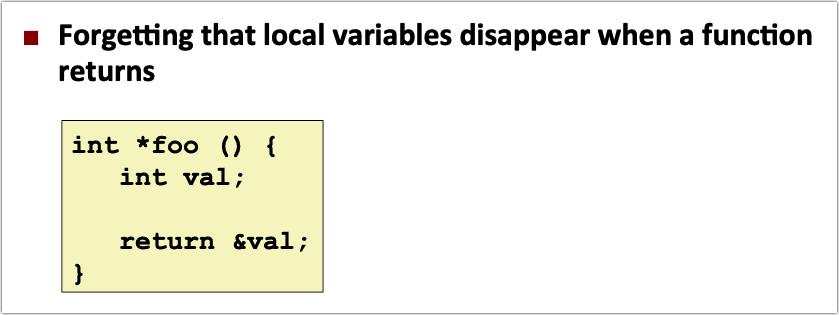 Forgetting that local variables disappear when a function
returns
int *foo () {
int val;
return &val;
}